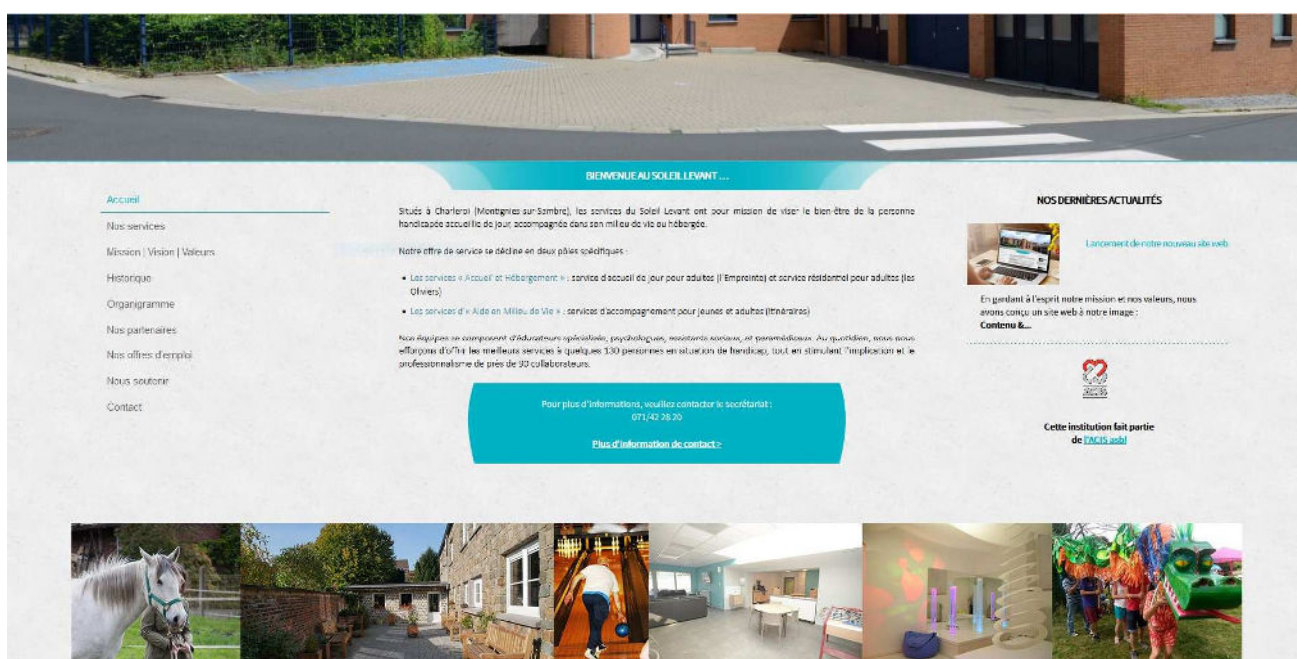 BIENVENUE AU SOLEIL LEVANT ...
Accueil
Nos services
Mission | Vision | Valeurs
Historique
Organigramme
Nos partenaires
Nos offres d'emploi
Nous soutenir
Contact
Situés à Charleroi (Montignies-sur-Sambre), les services du Soleil Levant ont pour mission de viser le bien-être de la personne
handicapée accueillie de jour, accompagnée dans son milieu de vie ou hébergée.
Notre offre de service se décline en deux pôles spécifiques :
• Les services « Accueil et Hébergement » : service d'accueil de jour pour adultes (l'Empreinte) et service résidentiel pour adultes (les
Oliviers)
• Les services d'« Aide en Milieu de Vie » : services d'accompagnement pour jeunes et adultes (Itinéraires)
Nos équipes se composent d'éducateurs spécialisés, psychologues, assistants sociaux, et paramédicaux. Au quotidien, nous nous
efforçons d'offrir les meilleurs services à quelques 130 personnes en situation de handicap, tout en stimulant l'implication et le
professionnalisme de près de 90 collaborateurs.
Pour plus d'informations, veuillez contacter le secrétariat :
071/42 28 20
Plus d'information de contact >
NOS DERNIÈRES ACTUALITÉS
Lancement de notre nouveau site web
En gardant à l'esprit notre mission et nos valeurs, nous
avons conçu un site web à notre image :
Contenu &...
ACIS
Cette institution fait partie
de l'ACIS asbl